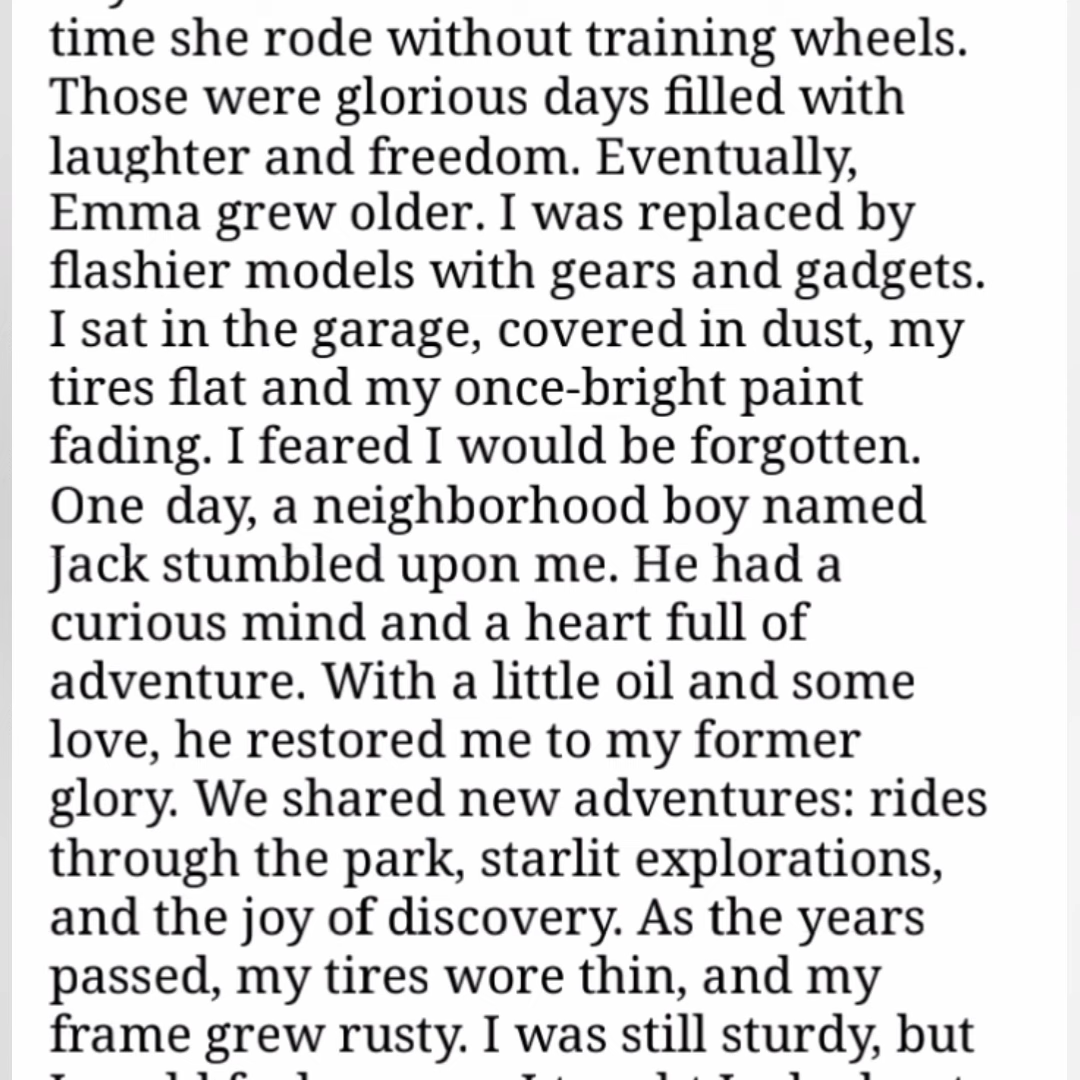 time she rode without training wheels.
Those were glorious days filled with
laughter and freedom. Eventually,
Emma grew older. I was replaced by
flashier models with gears and gadgets.
I sat in the garage, covered in dust, my
tires flat and my once-bright paint
fading. I feared I would be forgotten.
One day, a neighborhood boy named
Jack stumbled upon me. He had a
curious mind and a heart full of
adventure. With a little oil and some
love, he restored me to my former
glory. We shared new adventures: rides
through the park, starlit explorations,
and the joy of discovery. As the years
passed, my tires wore thin, and my
frame grew rusty. I was still sturdy, but